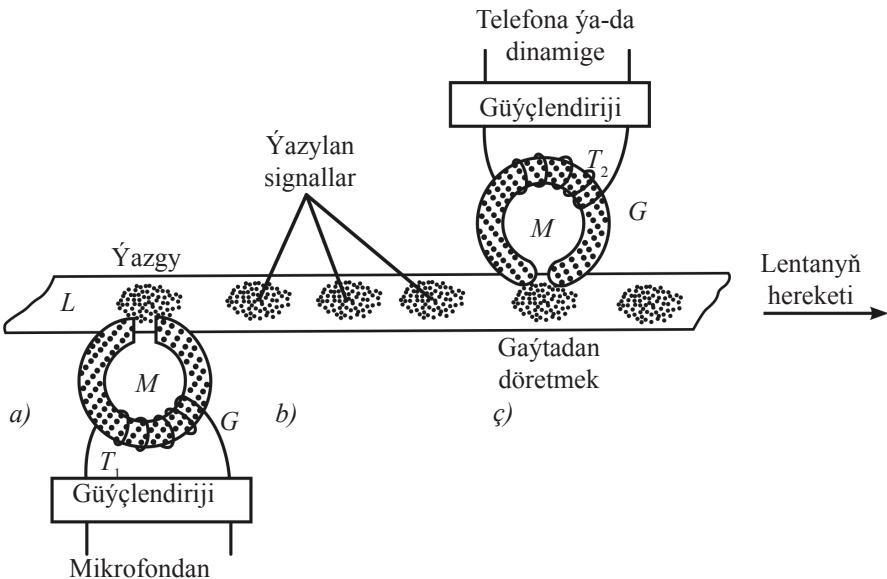 Telefona ýa-da
dinamige
Güýçlendiriji
Ýazylan
signallar
T₂
G
M
Ýazgy
L
Lentanyň
hereketi
Gaýtadan
döretmek
M
a)
G
b)
ç)
T₁
Güýçlendiriji
Mikrofondan